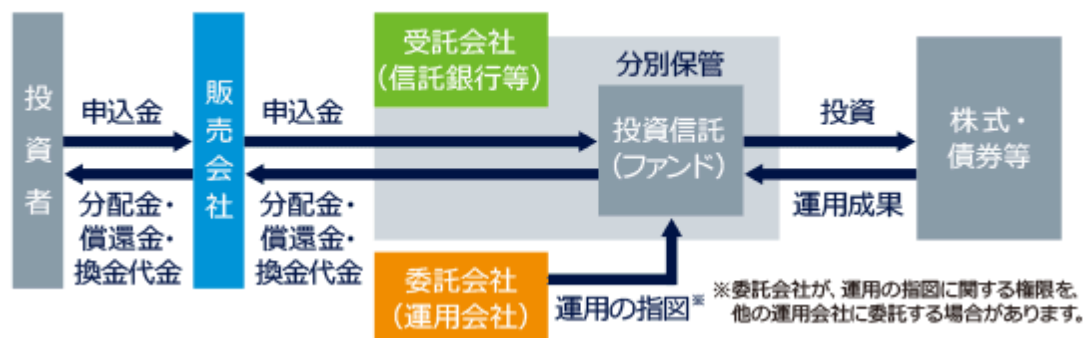 投資者
申込金
分配金・
償還金・
換金代金
販売会社
申込金
分配金・
償還金・
換金代金
受託会社
(信託銀行等)
分別保管
投資信託
(ファンド)
委託会社
(運用会社)
運用の指図※
投資
運用成果
株式・
債券等
※委託会社が、運用の指図に関する権限を、
他の運用会社に委託する場合があります。